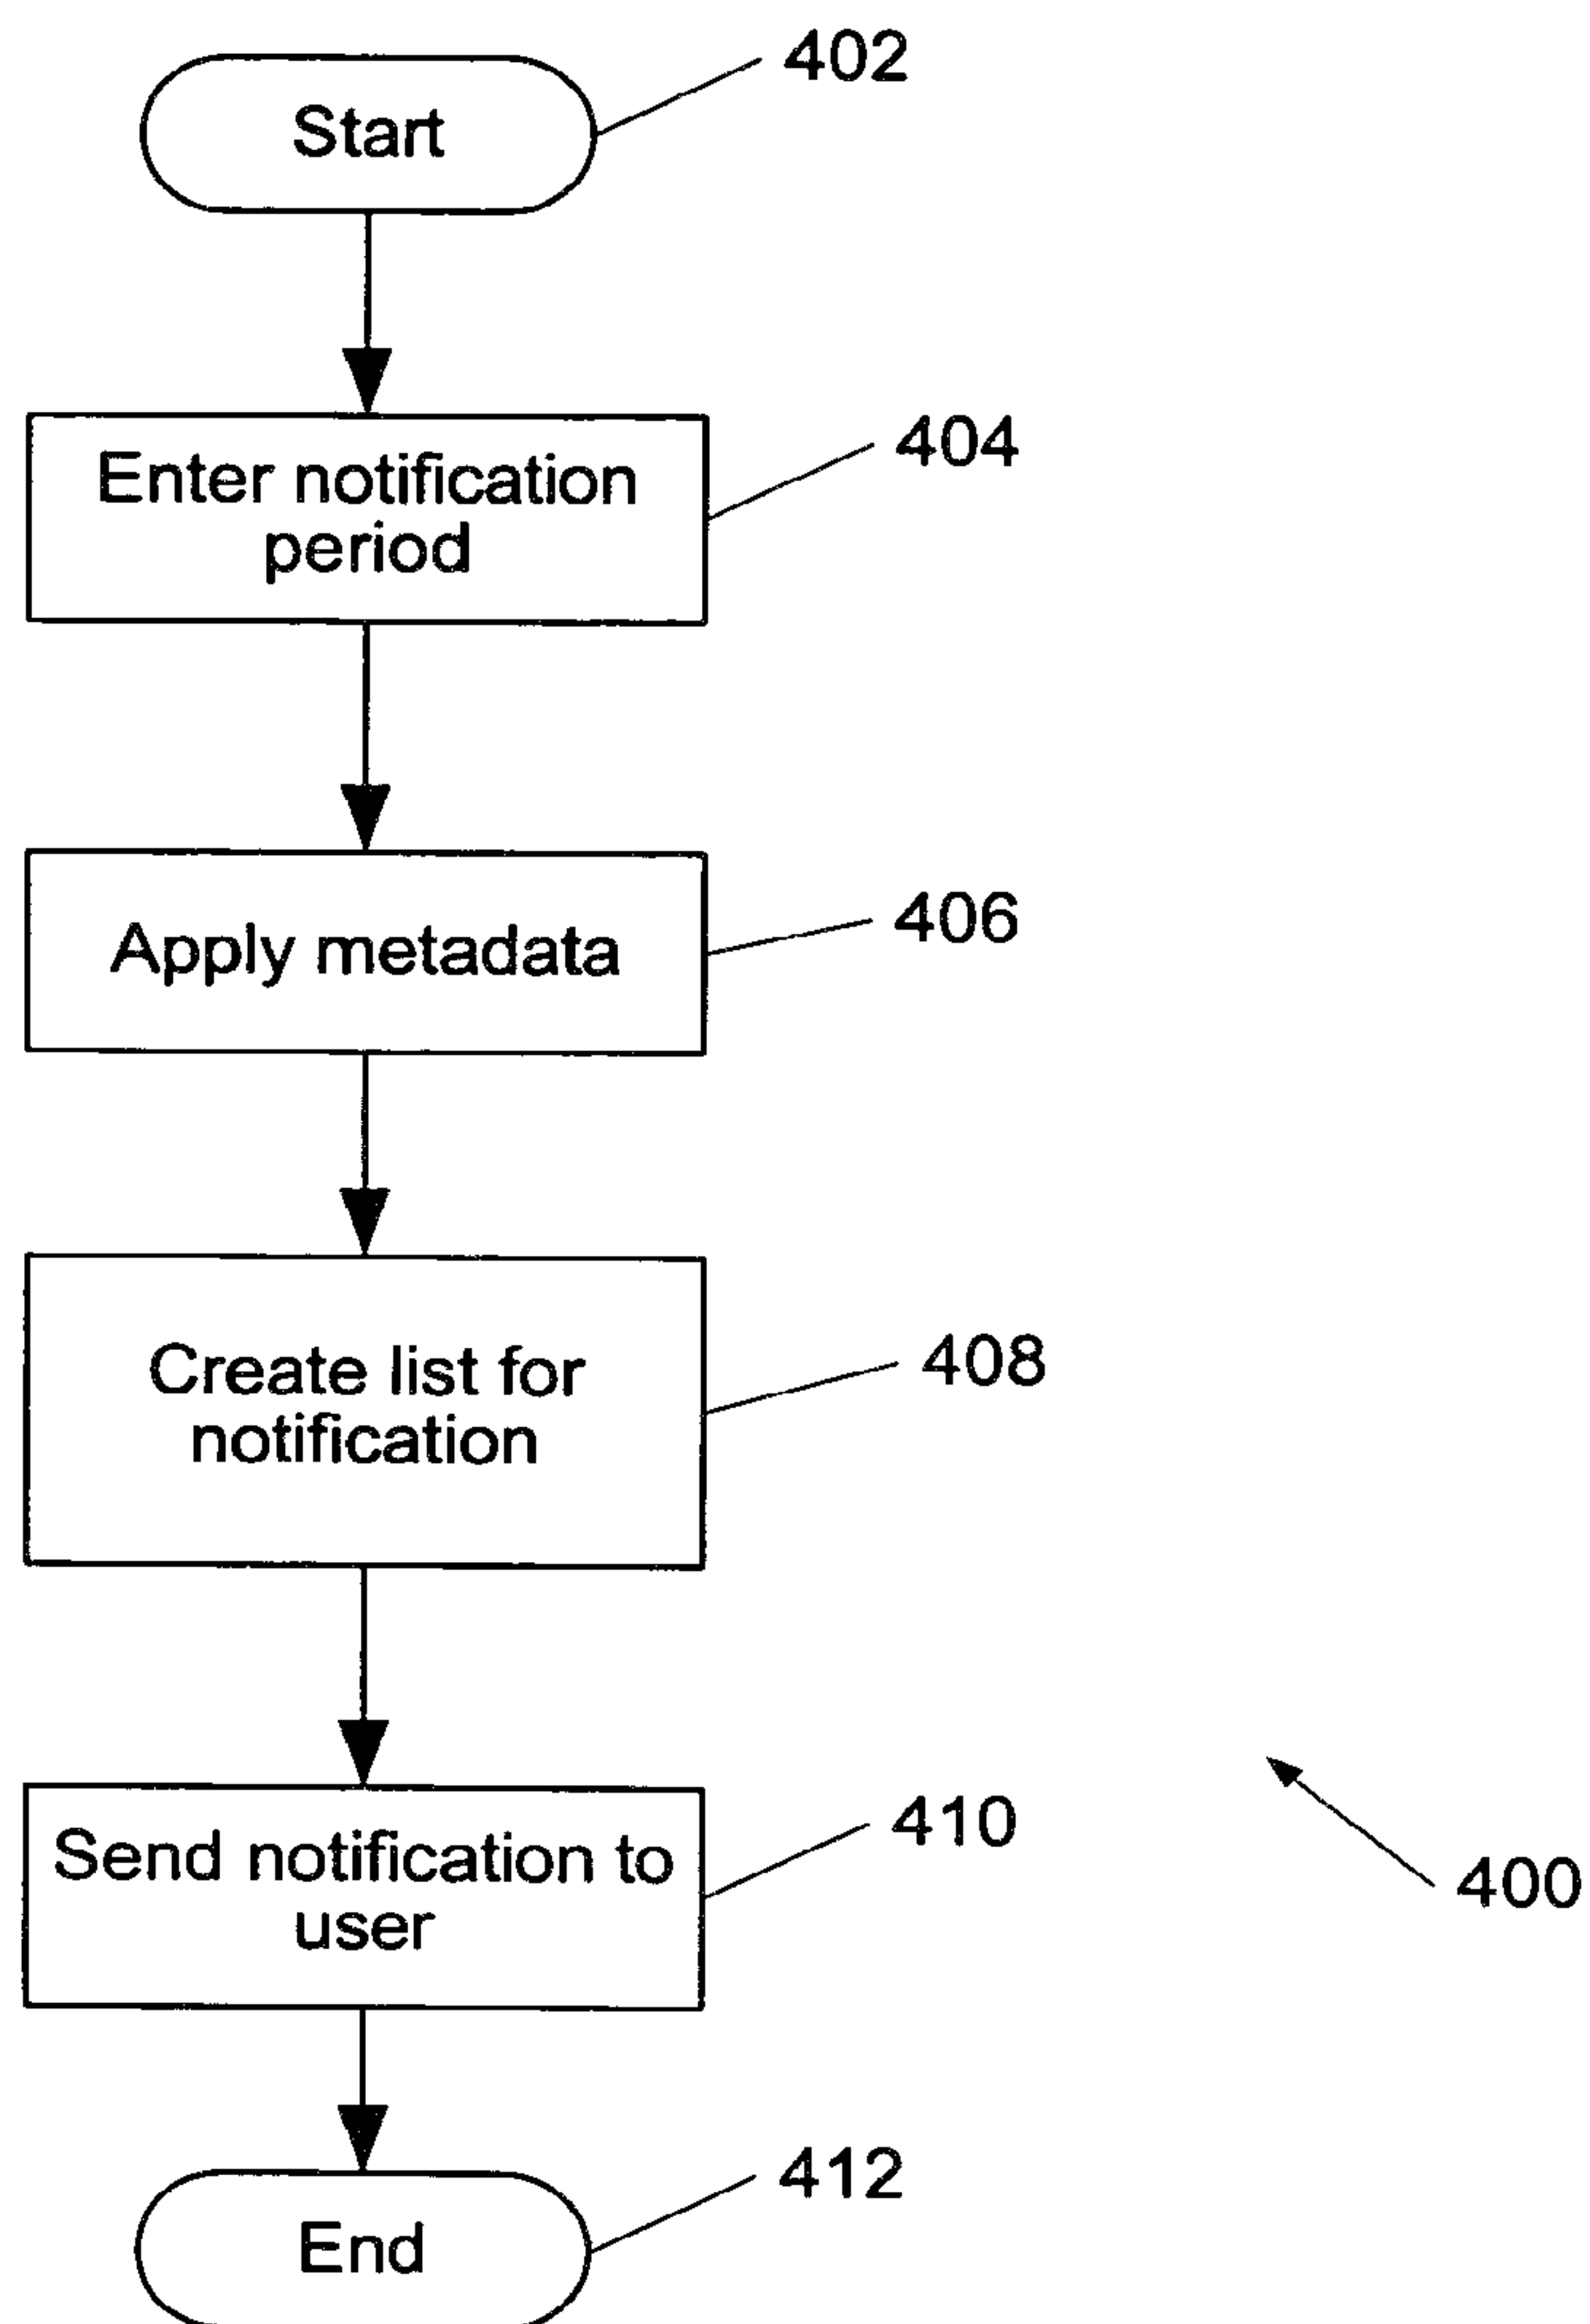 402
Start
404
Enter notification
period
406
Apply metadata
408
Create list for
notification
410
Send notification to
user
400
412
End